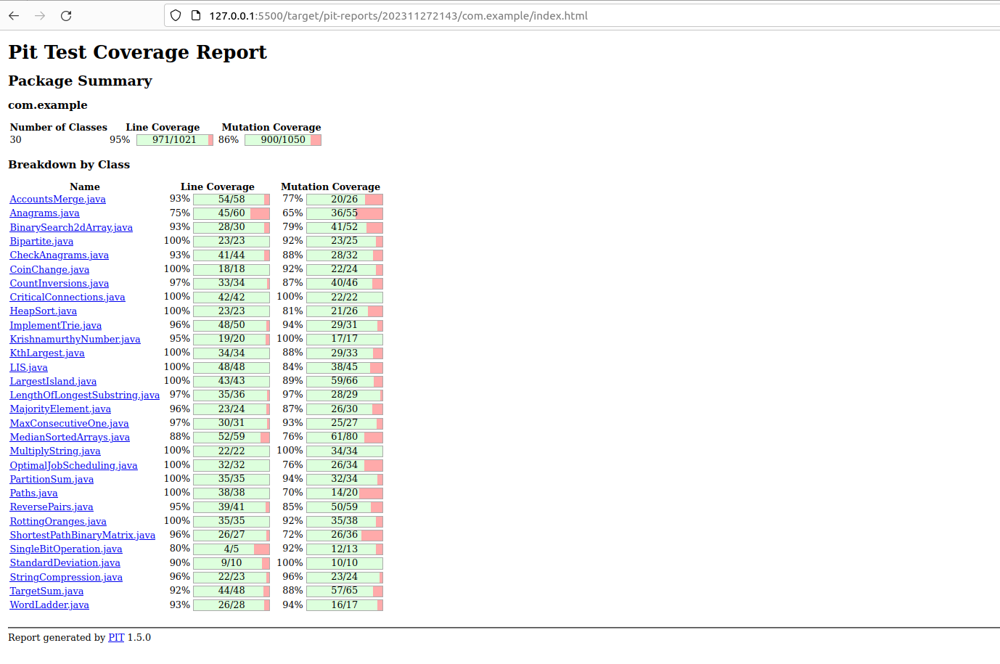 127.0.0.1:5500/target/pit-reports/202311272143/com.example/index.html
Pit Test Coverage Report
Package Summary
com.example
Number of Classes Line Coverage Mutation Coverage
30 95% 971/1021 86% 900/1050
Breakdown by Class
Name Line Coverage Mutation Coverage
AccountsMerge.java 93% 54/58 77% 20/26
Anagrams.java 75% 45/60 65% 36/55
BinarySearch2dArray.java 93% 28/30 79% 41/52
Bipartite.java 100% 23/23 92% 23/25
CheckAnagrams.java 93% 41/44 88% 28/32
CoinChange.java 100% 18/18 92% 22/24
CountInversions.java 97% 33/34 87% 40/46
CriticalConnections.java 100% 42/42 100% 22/22
HeapSort.java 100% 23/23 81% 21/26
ImplementTrie.java 96% 48/50 94% 29/31
KrishnamurthyNumber.java 95% 19/20 100% 17/17
KthLargest.java 100% 34/34 88% 29/33
LIS.java 100% 48/48 84% 38/45
LargestIsland.java 100% 43/43 89% 59/66
LengthOfLongestSubstring.java 97% 35/36 97% 28/29
MajorityElement.java 96% 23/24 87% 26/30
MaxConsecutiveOne.java 97% 30/31 93% 25/27
MedianSortedArrays.java 88% 52/59 76% 61/80
MultiplyString.java 100% 22/22 100% 34/34
OptimalJobScheduling.java 100% 32/32 76% 26/34
PartitionSum.java 100% 35/35 94% 32/34
Paths.java 100% 38/38 70% 14/20
ReversePairs.java 95% 39/41 85% 50/59
RottingOranges.java 100% 35/35 92% 35/38
ShortestPathBinaryMatrix.java 96% 26/27 72% 26/36
SingleBitOperation.java 80% 4/5 92% 12/13
StandardDeviation.java 90% 9/10 100% 10/10
StringCompression.java 96% 22/23 96% 23/24
TargetSum.java 92% 44/48 88% 57/65
WordLadder.java 93% 26/28 94% 16/17
Report generated by PIT 1.5.0